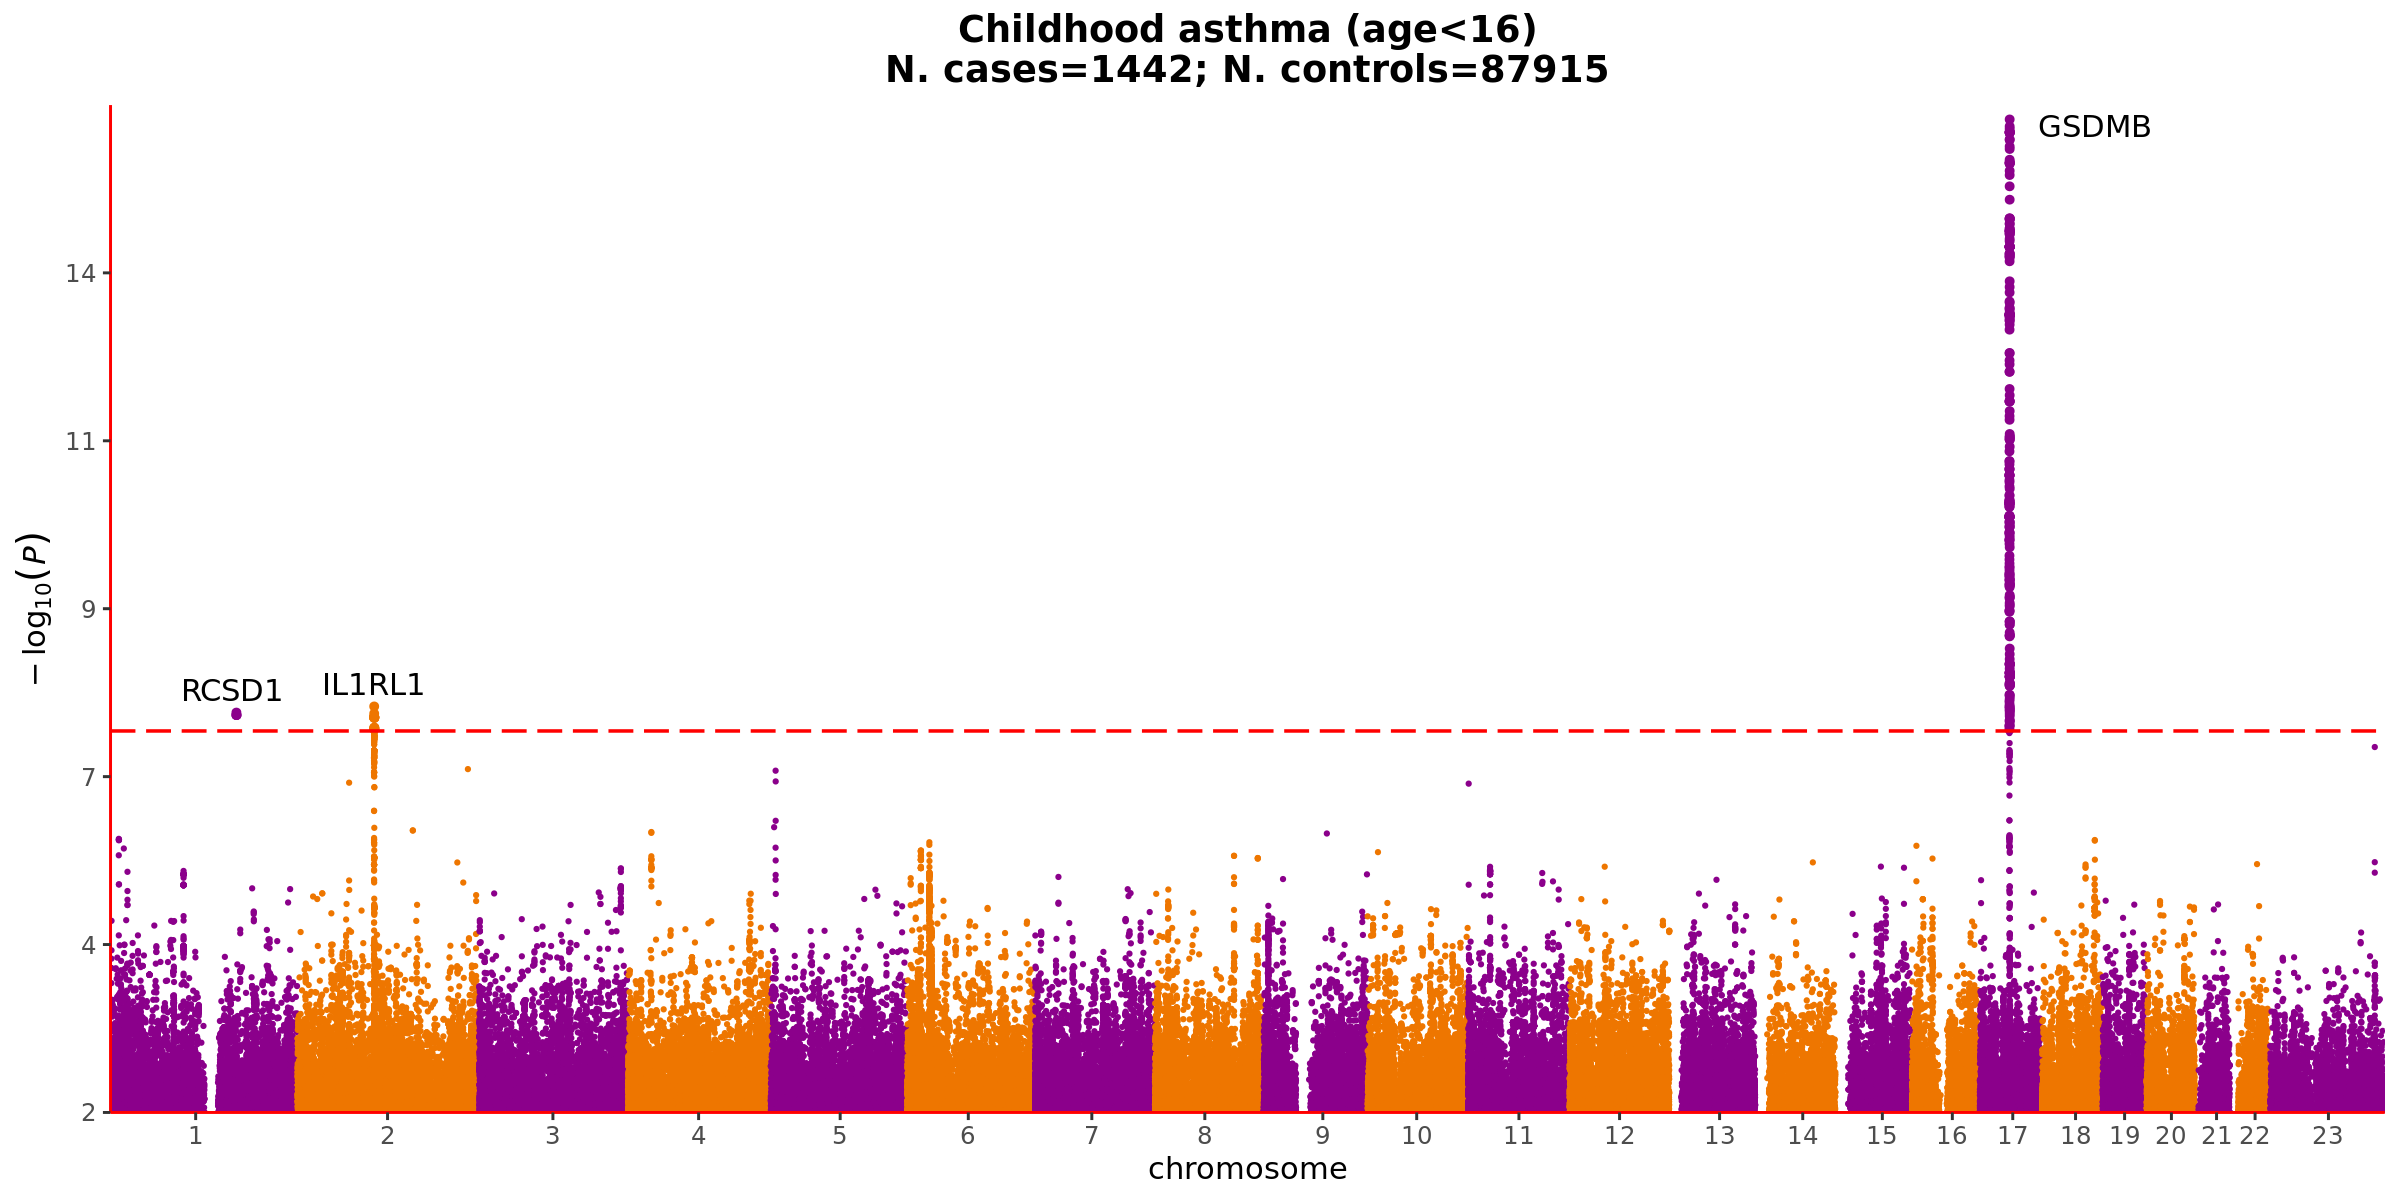 Childhood asthma (age<16)
N. cases=1442; N. controls=87915
GSDMB
14
11
9
RCSD1 IL1RL1
7
4
2
−log10(P)
1 2 3 4 5 6 7 8 9 10 11 12 13 14 15 16 17 18 19 20 21 22 23
chromosome